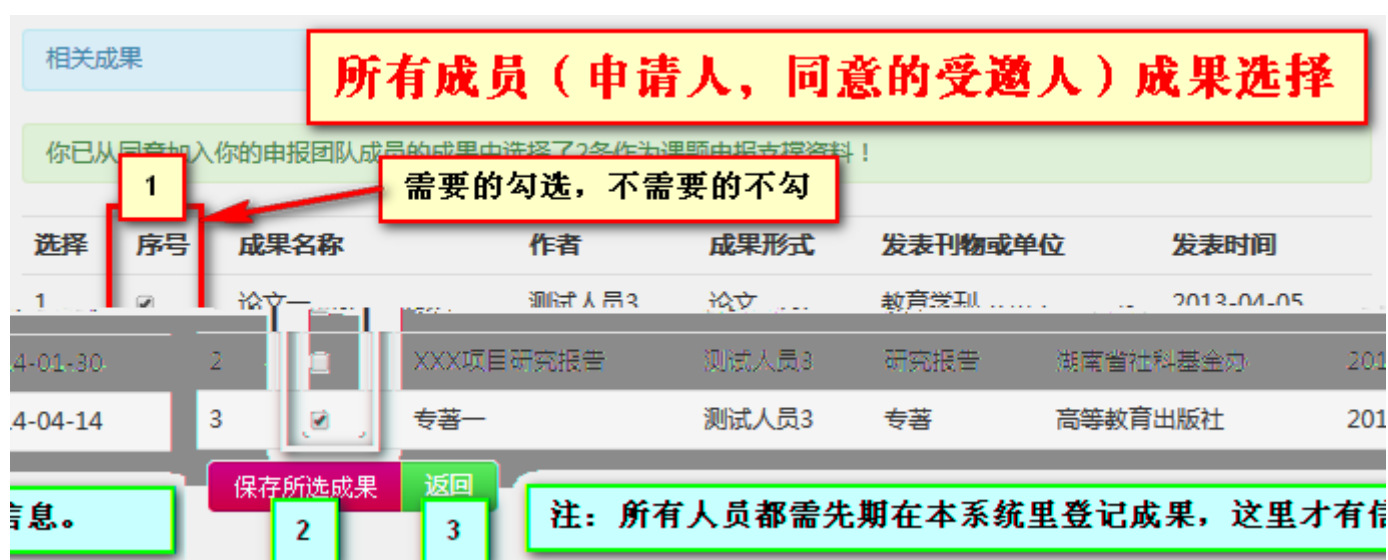 相关成果
所有成员（申请人，同意的受邀人）成果选择
你已从同意加入你的申报团队成员的成果中选择了2条作为课题申报支撑资料！
1
需要的勾选，不需要的不勾
选择 序号 成果名称 作者 成果形式 发表刊物或单位 发表时间
1 论文一 测试人员3 论文 教育学刊 2013-04-05
4-01-30 2 XXX项目研究报告 测试人员3 研究报告 湖南省社科基金办 201
4-04-14 3 专著一 测试人员3 专著 高等教育出版社 201
保存所选成果 返回
信息。 2 3 注：所有人员都需先期在本系统里登记成果，这里才有信